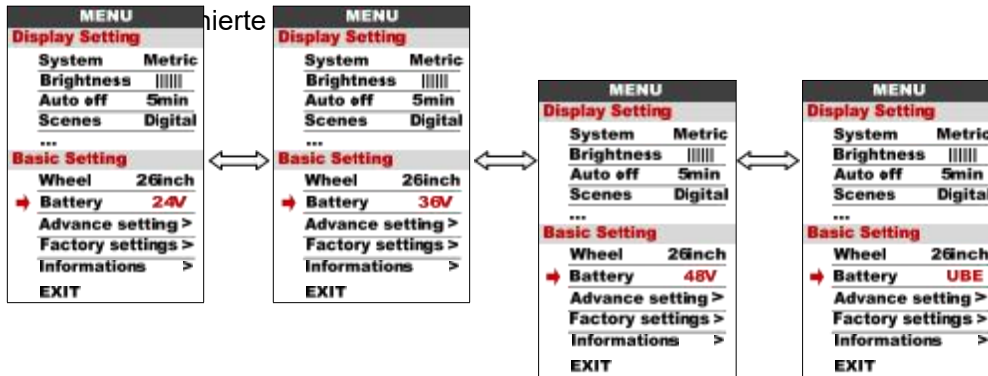 nierte
MENU
Display Setting
System Metric
Brightness ||||||
Auto off 5min
Scenes Digital
...
Basic Setting
Wheel 26inch
Battery 24V
Advance setting >
Factory settings >
Informations >
EXIT
MENU
Display Setting
System Metric
Brightness ||||||
Auto off 5min
Scenes Digital
...
Basic Setting
Wheel 26inch
Battery 36V
Advance setting >
Factory settings >
Informations >
EXIT
MENU
Display Setting
System Metric
Brightness ||||||
Auto off 5min
Scenes Digital
...
Basic Setting
Wheel 26inch
Battery 48V
Advance setting >
Factory settings >
Informations >
EXIT
MENU
Display Setting
System Metric
Brightness ||||||
Auto off 5min
Scenes Digital
...
Basic Setting
Wheel 26inch
Battery UBE
Advance setting >
Factory settings >
Informations >
EXIT